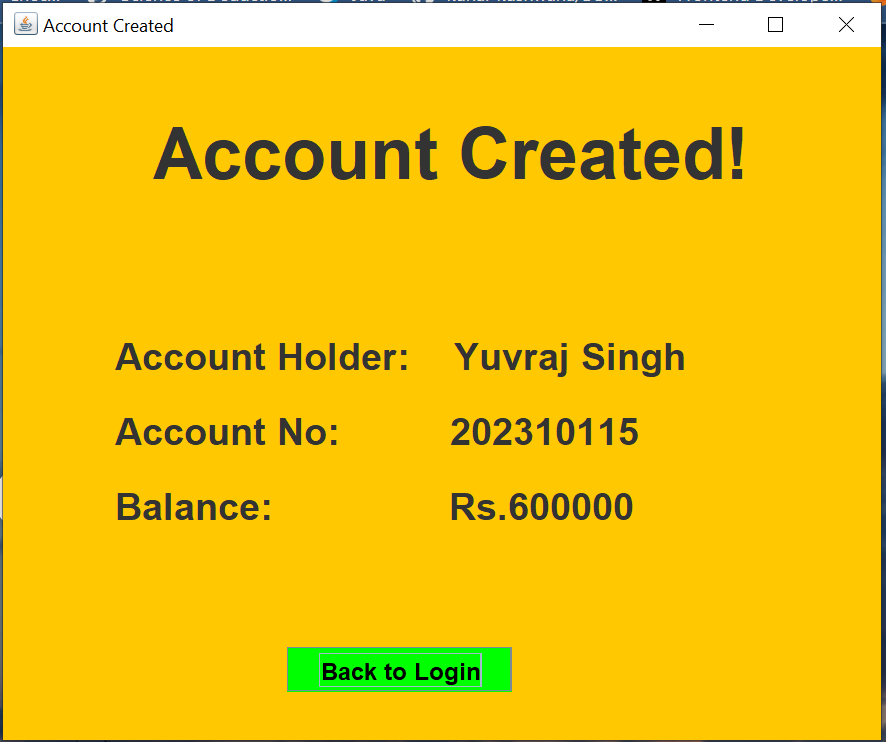 Account Created
Account Created!
Account Holder: Yuvraj Singh
Account No: 202310115
Balance: Rs.600000
Back to Login